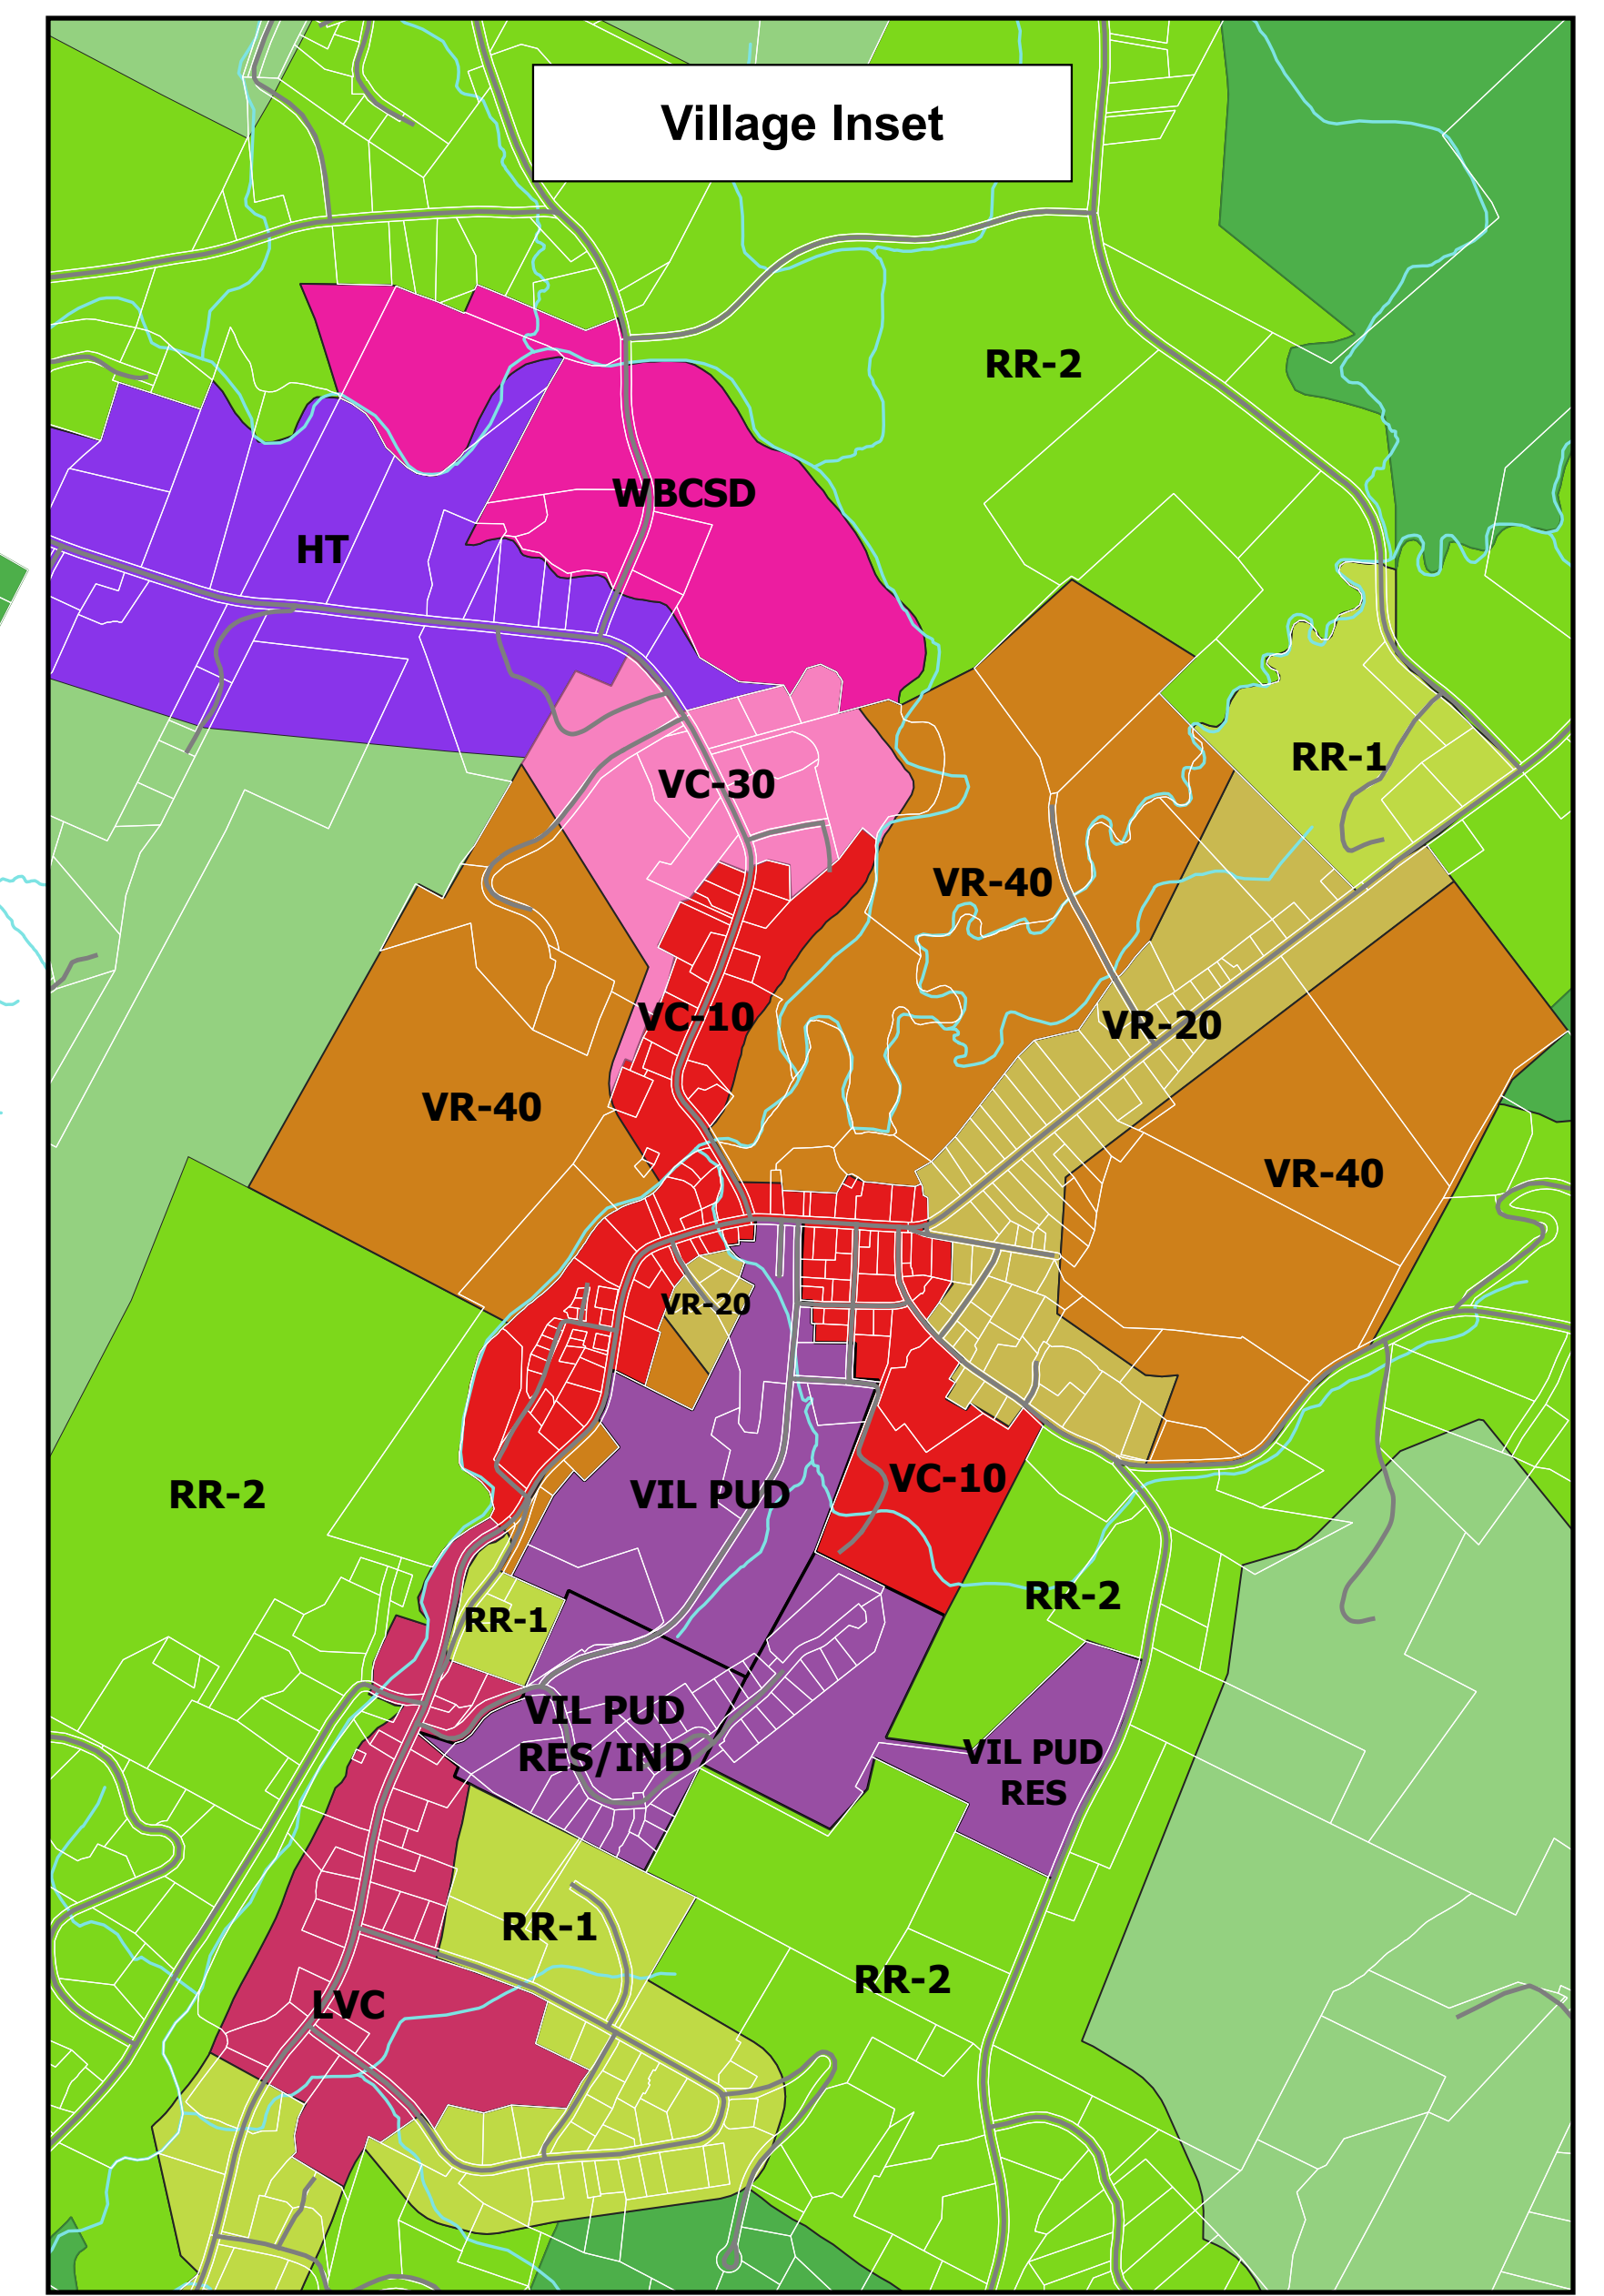 Village Inset
RR-2
WBCSD
HT
RR-1
VC-30
VR-40
VC-10
VR-20
VR-40
VR-40
VR-20
RR-2
VIL PUD
VC-10
RR-2
RR-1
VIL PUD
RES/IND
VIL PUD
RES
RR-1
RR-2
LVC